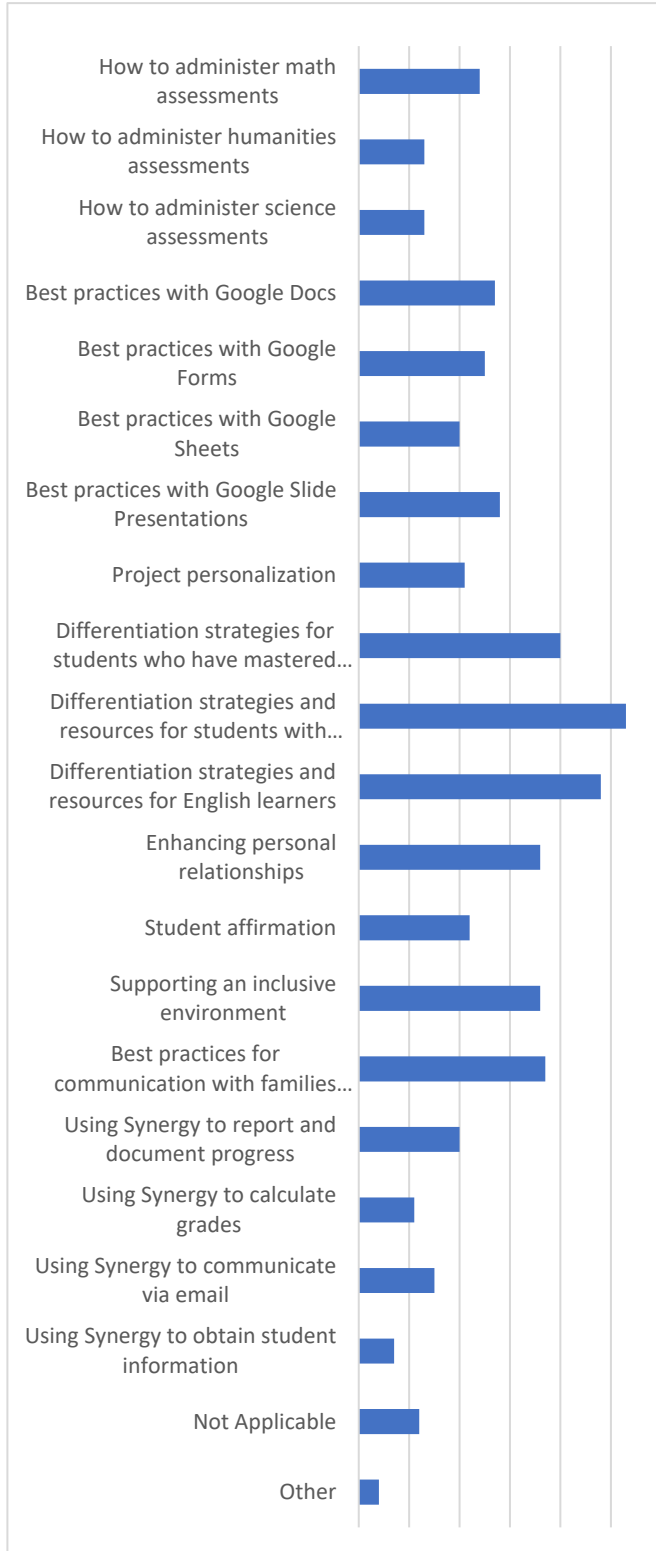 How to administer math
assessments
How to administer humanities
assessments
How to administer science
assessments
Best practices with Google Docs
Best practices with Google
Forms
Best practices with Google
Sheets
Best practices with Google Slide
Presentations
Project personalization
Differentiation strategies for
students who have mastered…
Differentiation strategies and
resources for students with…
Differentiation strategies and
resources for English learners
Enhancing personal
relationships
Student affirmation
Supporting an inclusive
environment
Best practices for
communication with families…
Using Synergy to report and
document progress
Using Synergy to calculate
grades
Using Synergy to communicate
via email
Using Synergy to obtain student
information
Not Applicable
Other